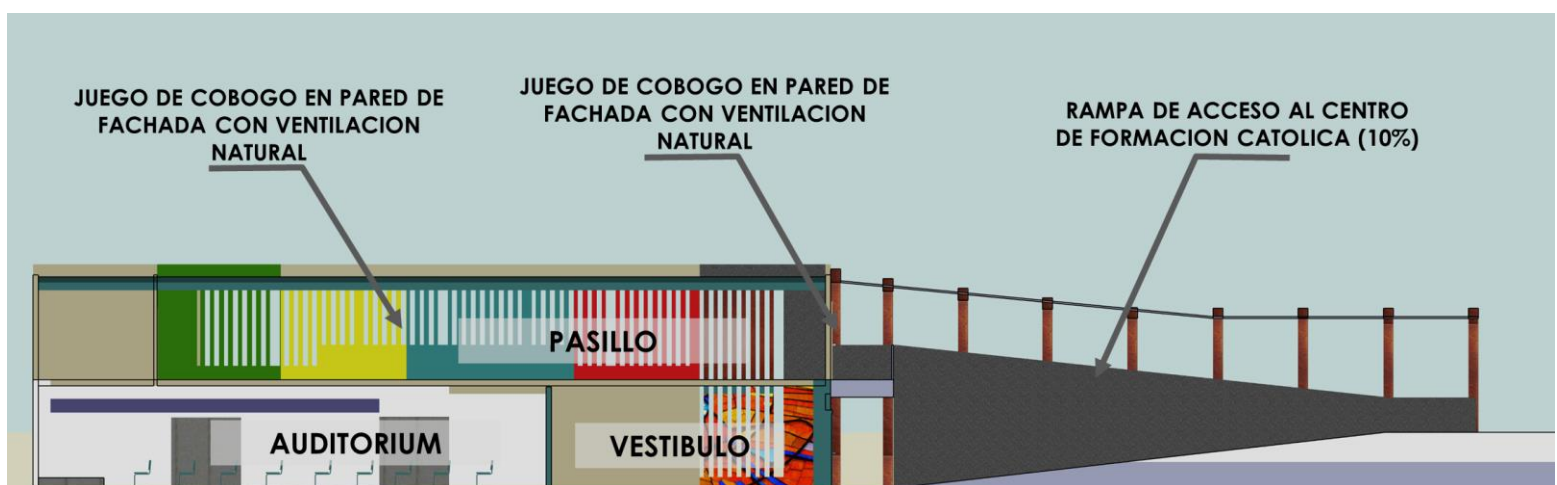 JUEGO DE COBOGO EN PARED DE
FACHADA CON VENTILACION
NATURAL
JUEGO DE COBOGO EN PARED DE
FACHADA CON VENTILACION
NATURAL
RAMPA DE ACCESO AL CENTRO
DE FORMACION CATOLICA (10%)
PASILLO
AUDITORIUM
VESTIBULO